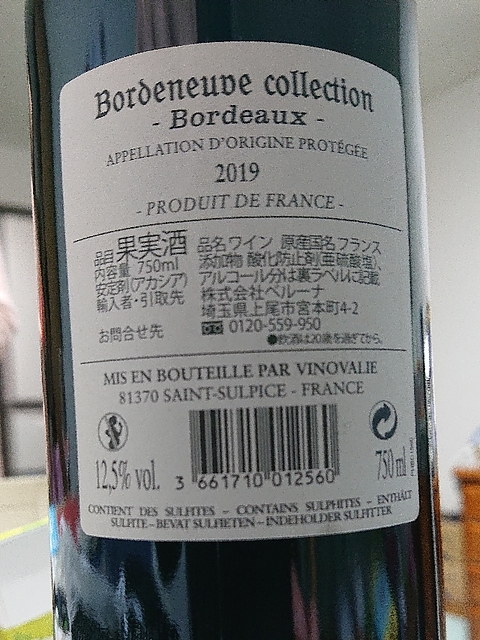 Bordeneuve collection
- Bordeaux -
APPELLATION D'ORIGINE PROTÉGÉE
2019
- PRODUIT DE FRANCE -
品目 果実酒 品名 ワイン 原産国名 フランス
内容量 750ml 添加物 酸化防止剤(亜硫酸塩)、
安定剤(アカシア) アルコール分は裏ラベルに記載
輸入者・引取先 株式会社ベルーナ
埼玉県上尾市宮本町4-2
お問合せ先 0120-559-950
●飲酒は20歳を過ぎてから。
MIS EN BOUTEILLE PAR VINOVALIE
81370 SAINT-SULPICE - FRANCE
12,5% vol.
3 661710 012560
750 ml
CONTIENT DES SULFITES - CONTAINS SULPHITES - ENTHÄLT
SULFITE - BEVAT SULFIETEN - INDEHOLDER SULFITTER